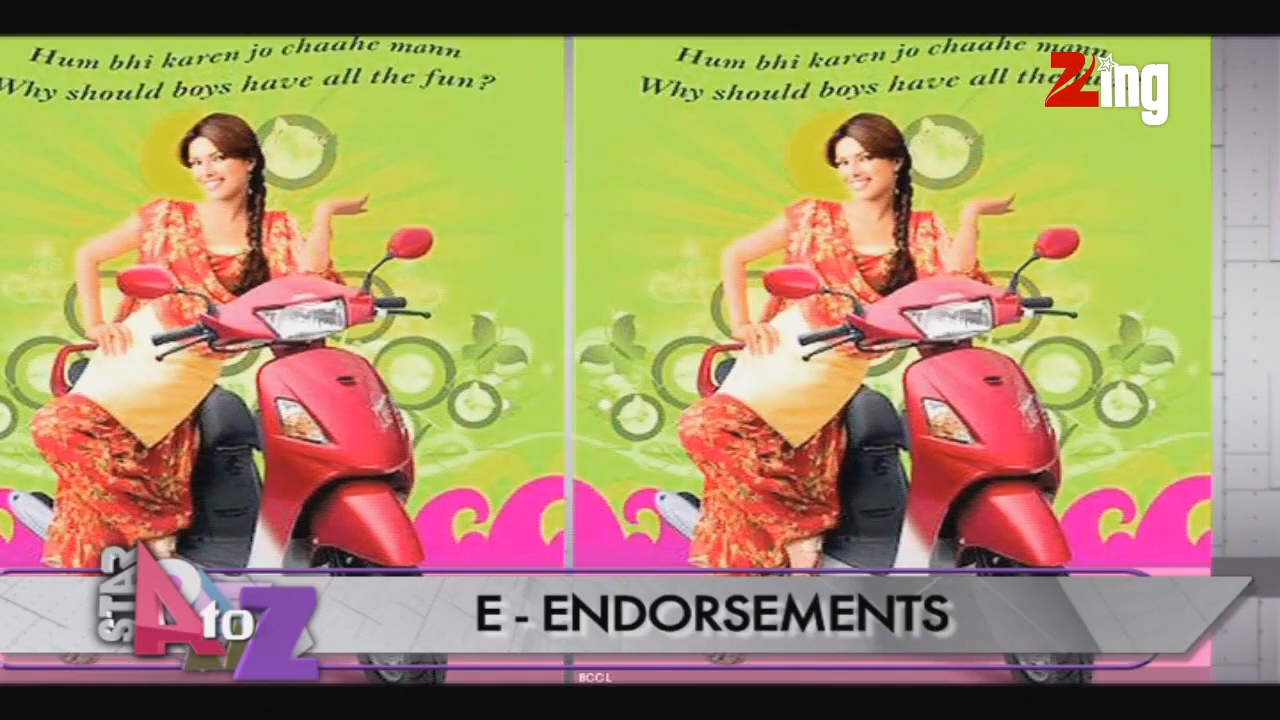 Hum bhi karen jo chaahe mann
Why should boys have all the fun?
Hum bhi karen jo chaahe mann
Why should boys have all the
Zing
STAR
A to Z
E - ENDORSEMENTS
BCCL